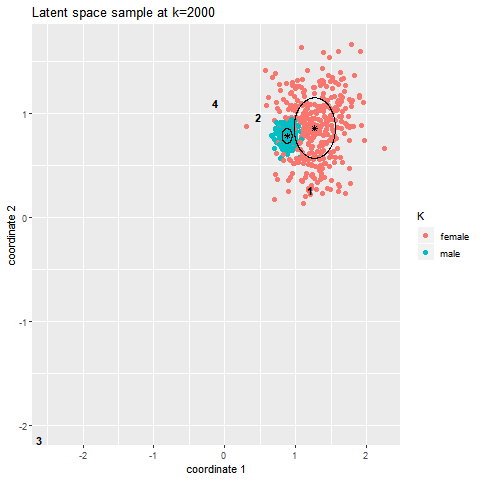 Latent space sample at k=2000
coordinate 2
1
0
-1
-2
4
2
1
3
-2
-1
0
1
2
coordinate 1
K
female
male